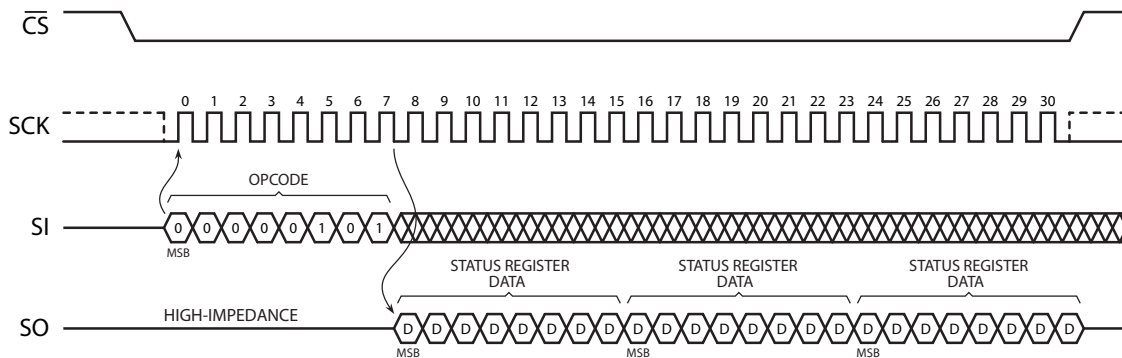 CS
0 1 2 3 4 5 6 7 8 9 10 11 12 13 14 15 16 17 18 19 20 21 22 23 24 25 26 27 28 29 30
SCK
OPCODE
SI 0 0 0 0 0 1 0 1
MSB
STATUS REGISTER DATA
STATUS REGISTER DATA
STATUS REGISTER DATA
HIGH-IMPEDANCE
SO D D D D D D D D D D D D D D D D D D D D D D D D
MSB MSB MSB